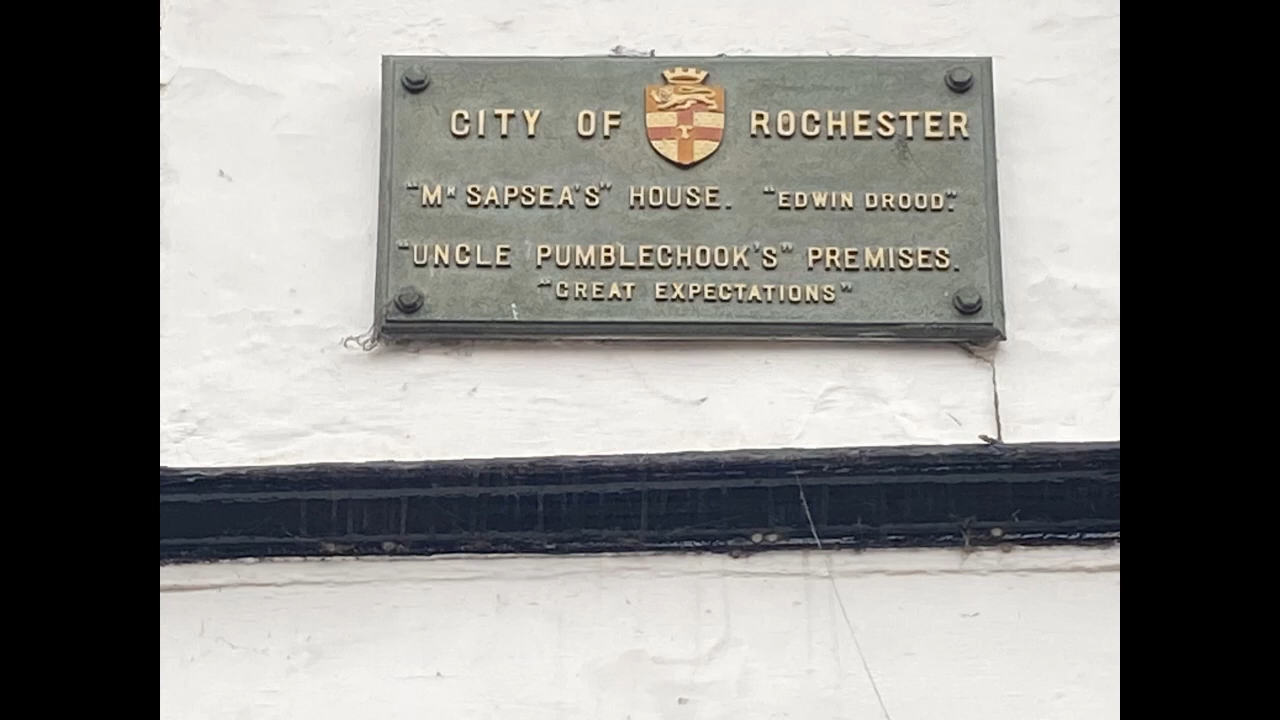 CITY OF ROCHESTER
"Mᴿ SAPSEA'S" HOUSE. "EDWIN DROOD".
"UNCLE PUMBLECHOOK'S" PREMISES.
"GREAT EXPECTATIONS"